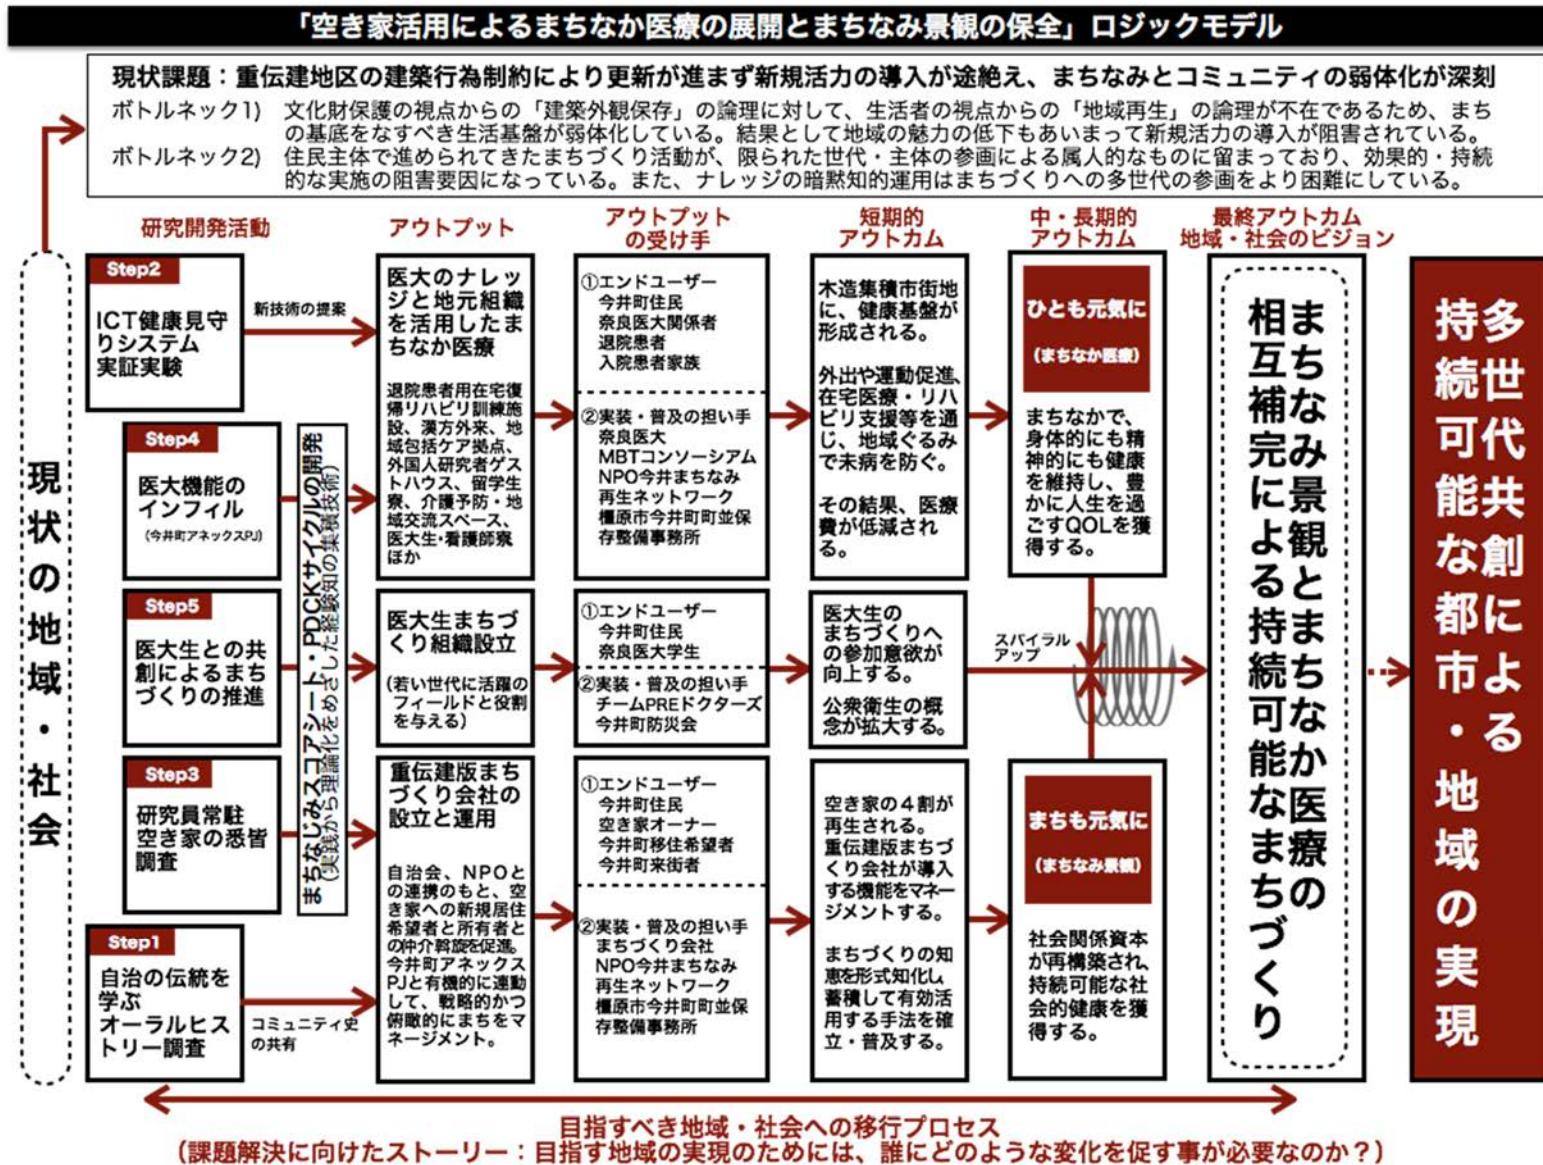 「空き家活用によるまちなか医療の展開とまちなみ景観の保全」ロジックモデル
現状課題：重伝建地区の建築行為制約により更新が進まず新規活力の導入が途絶え、まちなみとコミュニティの弱体化が深刻
ボトルネック1) 文化財保護の視点からの「建築外観保存」の論理に対して、生活者の視点からの「地域再生」の論理が不在であるため、まち
の基底をなすべき生活基盤が弱体化している。結果として地域の魅力の低下もあいまって新規活力の導入が阻害されている。
ボトルネック2) 住民主体で進められてきたまちづくり活動が、限られた世代・主体の参画による属人的なものに留まっており、効果的・持続
的な実施の阻害要因になっている。また、ナレッジの暗黙知的運用はまちづくりへの多世代の参画をより困難にしている。
現状の地域・社会
研究開発活動
Step2
ICT健康見守
りシステム
実証実験
新技術の提案
Step4
医大機能の
インフィル
(今井町アネックスPJ)
Step5
医大生との共
創によるまち
づくりの推進
Step3
研究員常駐
空き家の悉皆
調査
Step1
自治の伝統を
学ぶ
オーラルヒス
トリー調査
コミュニティ史
の共有
まちなじみスコアシート・PDCKサイクルの開発
(実践から理論化をめざした経験知の集積技術)
アウトプット
医大のナレッ
ジと地元組織
を活用したま
ちなか医療
退院患者用在宅復
帰リハビリ訓練施
設、漢方外来、地
域包括ケア拠点、
外国人研究者ゲス
トハウス、留学生
寮、介護予防・地
域交流スペース、
医大生・看護師寮
ほか
医大生まちづ
くり組織設立
(若い世代に活躍の
フィールドと役割
を与える)
重伝建版まち
づくり会社の
設立と運用
自治会、NPOと
の連携のもと、空
き家への新規居住
希望者と所有者と
の仲介斡旋を促進。
今井町アネックス
PJと有機的に連動
して、戦略的かつ
俯瞰的にまちをマ
ネージメント。
アウトプット
の受け手
①エンドユーザー
今井町住民
奈良医大関係者
退院患者
入院患者家族
②実装・普及の担い手
奈良医大
MBTコンソーシアム
NPO今井まちなみ
再生ネットワーク
橿原市今井町町並保
存整備事務所
①エンドユーザー
今井町住民
奈良医大学生
②実装・普及の担い手
チームPREドクターズ
今井町防災会
①エンドユーザー
今井町住民
空き家オーナー
今井町移住希望者
今井町来街者
②実装・普及の担い手
まちづくり会社
NPO今井まちなみ
再生ネットワーク
橿原市今井町町並保
存整備事務所
短期的
アウトカム
木造集積市街地
に、健康基盤が
形成される。
外出や運動促進、
在宅医療・リハ
ビリ支援等を通
じ、地域ぐるみ
で未病を防ぐ。
その結果、医療
費が低減され
る。
医大生の
まちづくりへ
の参加意欲が
向上する。
公衆衛生の概
念が拡大する。
空き家の４割が
再生される。
重伝建版まちづ
くり会社が導入
する機能をマネー
ジメントする。
まちづくりの知
恵を形式知化し
蓄積して有効活
用する手法を確
立・普及する。
中・長期的
アウトカム
ひとも元気に
(まちなか医療)
まちなかで、
身体的にも精
神的にも健康
を維持し、豊
かに人生を過
ごすQOLを獲
得する。
スパイラル
アップ
まちも元気に
(まちなみ景観)
社会関係資本
が再構築され、
持続可能な社
会的健康を獲
得する。
最終アウトカム
地域・社会のビジョン
まちなみ景観とまちなか医療の
相互補完による持続可能なまちづくり
多世代共創による
持続可能な都市・地域の実現
目指すべき地域・社会への移行プロセス
(課題解決に向けたストーリー：目指す地域の実現のためには、誰にどのような変化を促す事が必要なのか？)